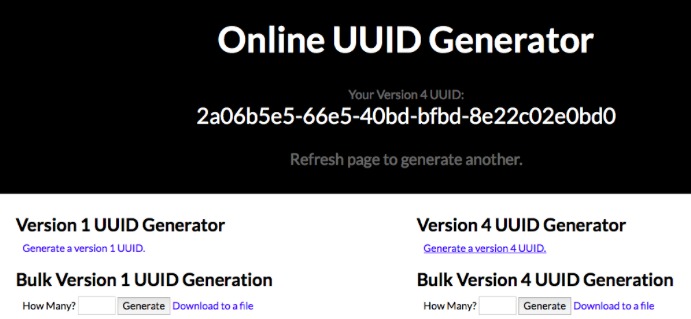 Online UUID Generator
Your Version 4 UUID:
2a06b5e5-66e5-40bd-bfbd-8e22c02e0bd0
Refresh page to generate another.
Version 1 UUID Generator
Generate a version 1 UUID.
Bulk Version 1 UUID Generation
How Many? Generate Download to a file
Version 4 UUID Generator
Generate a version 4 UUID.
Bulk Version 4 UUID Generation
How Many? Generate Download to a file